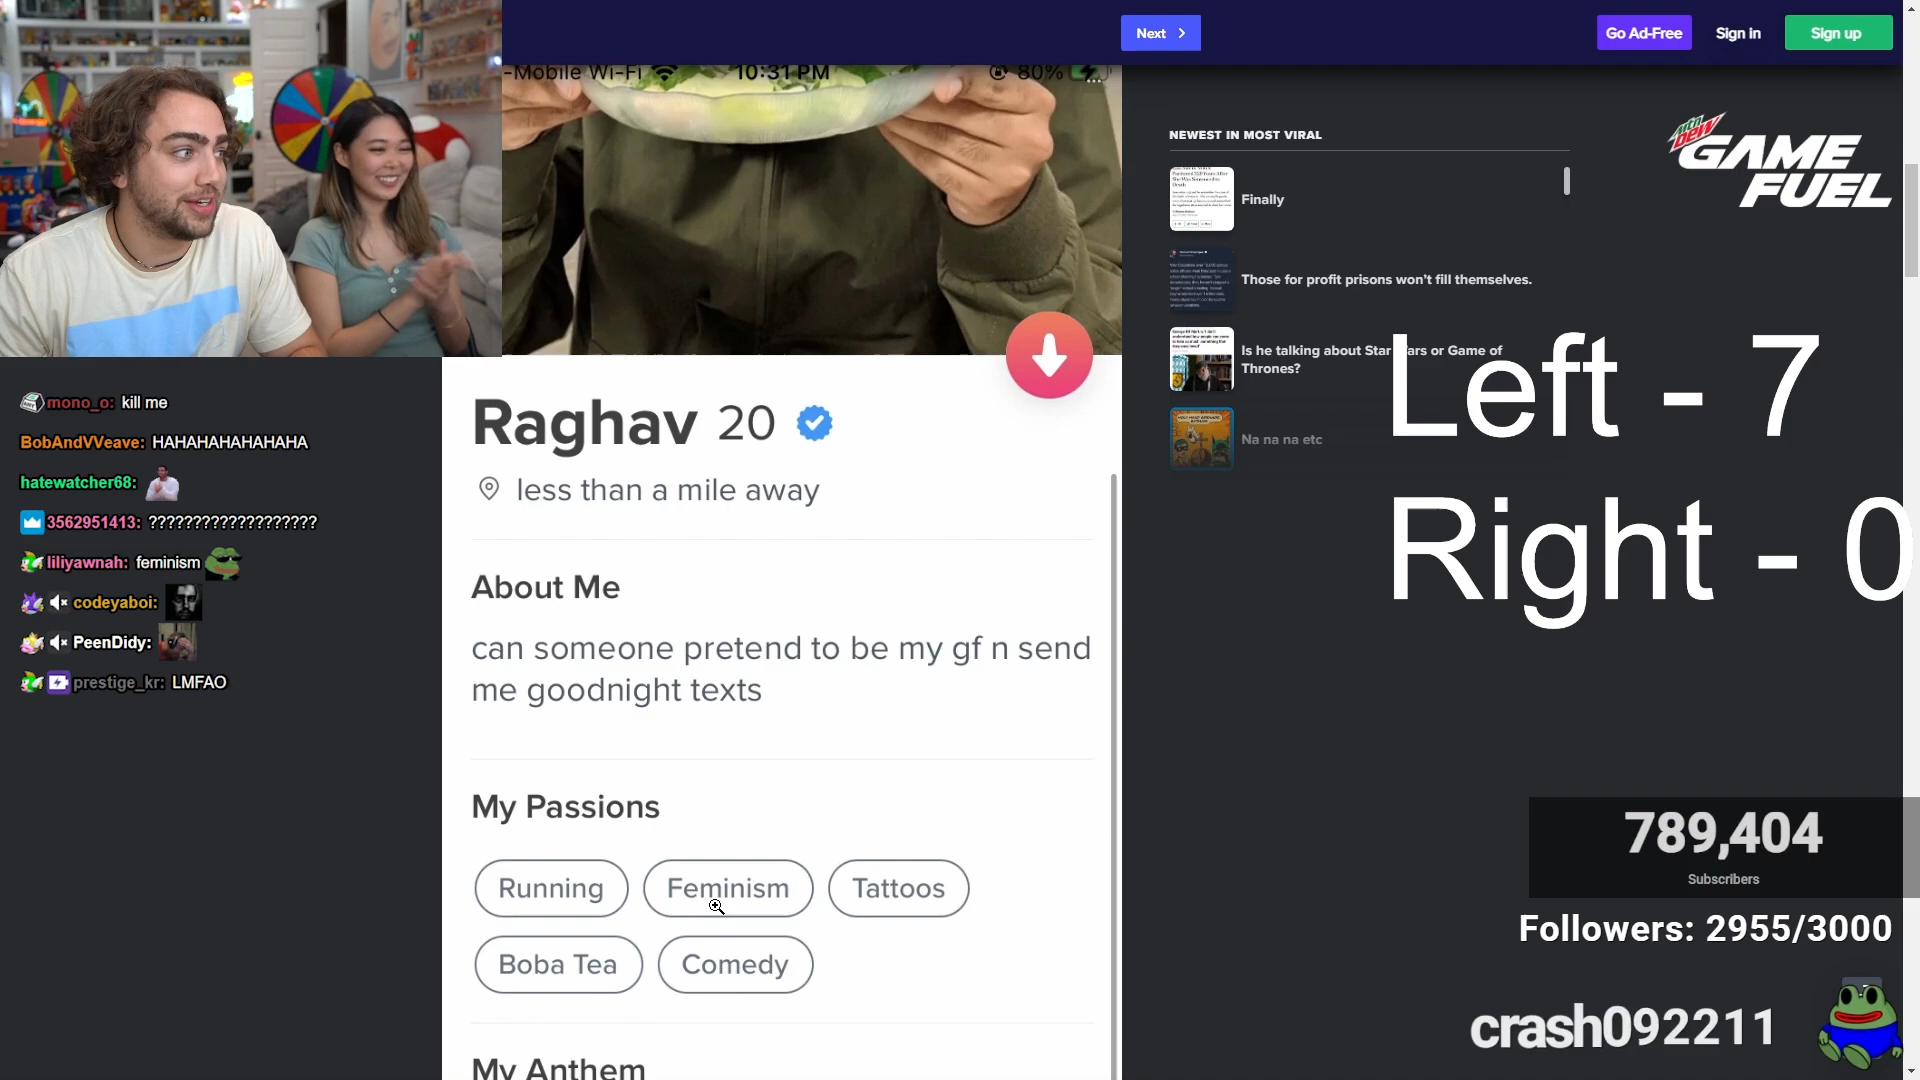 Next
Go Ad-Free
Sign in
Sign up
-Mobile Wi-Fi
10:31 PM
80%
NEWEST IN MOST VIRAL
Finally
Those for profit prisons won't fill themselves.
Is he talking about Star Wars or Game of
Thrones?
Na na na etc
mtn
DEW
GAME
FUEL
Left - 7
Right - 0
mono_o: kill me
BobAndVVeave: HAHAHAHAHAHAHA
hatewatcher68:
3562951413: ???????????????????
liliyawnah: feminism
codeyaboi:
PeenDidy:
prestige_kr: LMFAO
Raghav 20
less than a mile away
About Me
can someone pretend to be my gf n send
me goodnight texts
My Passions
Running
Feminism
Tattoos
Boba Tea
Comedy
My Anthem
789,404
Subscribers
Followers: 2955/3000
crash092211